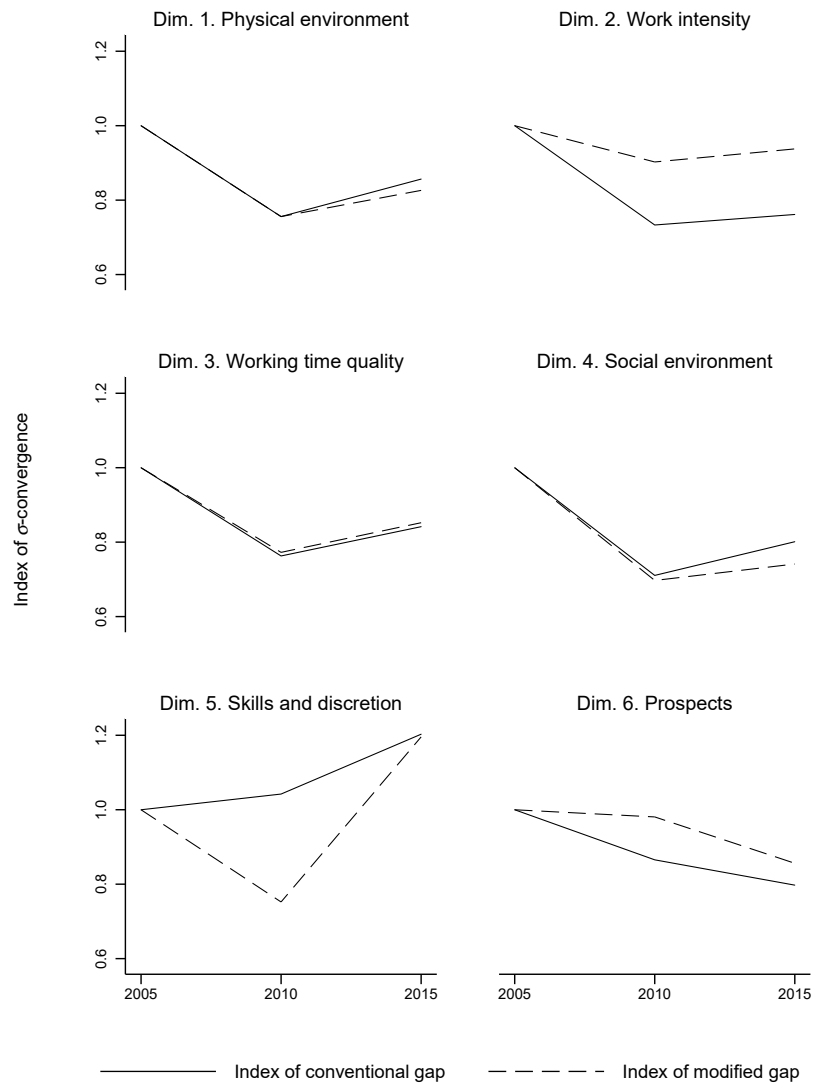 Dim. 1. Physical environment
Dim. 2. Work intensity
1.2
1.0
0.8
0.6
Dim. 3. Working time quality
Dim. 4. Social environment
1.2
1.0
0.8
0.6
Index of σ-convergence
Dim. 5. Skills and discretion
Dim. 6. Prospects
1.2
1.0
0.8
0.6
2005 2010 2015
2005 2010 2015
Index of conventional gap
Index of modified gap